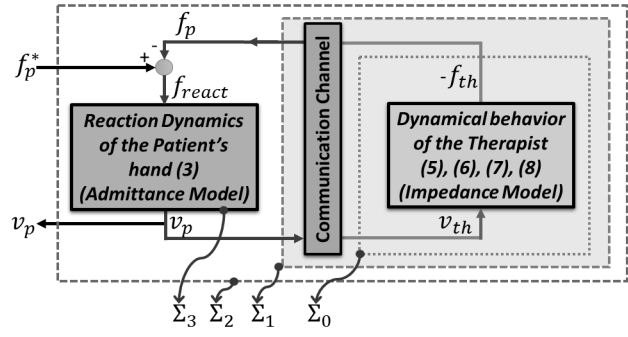 f_p
-
+
f_p^*
f_react
-f_th
Reaction Dynamics
of the Patient's
hand (3)
(Admittance Model)
Communication Channel
Dynamical behavior
of the Therapist
(5), (6), (7), (8)
(Impedance Model)
v_p
v_p
v_th
Σ_3
Σ_2
Σ_1
Σ_0